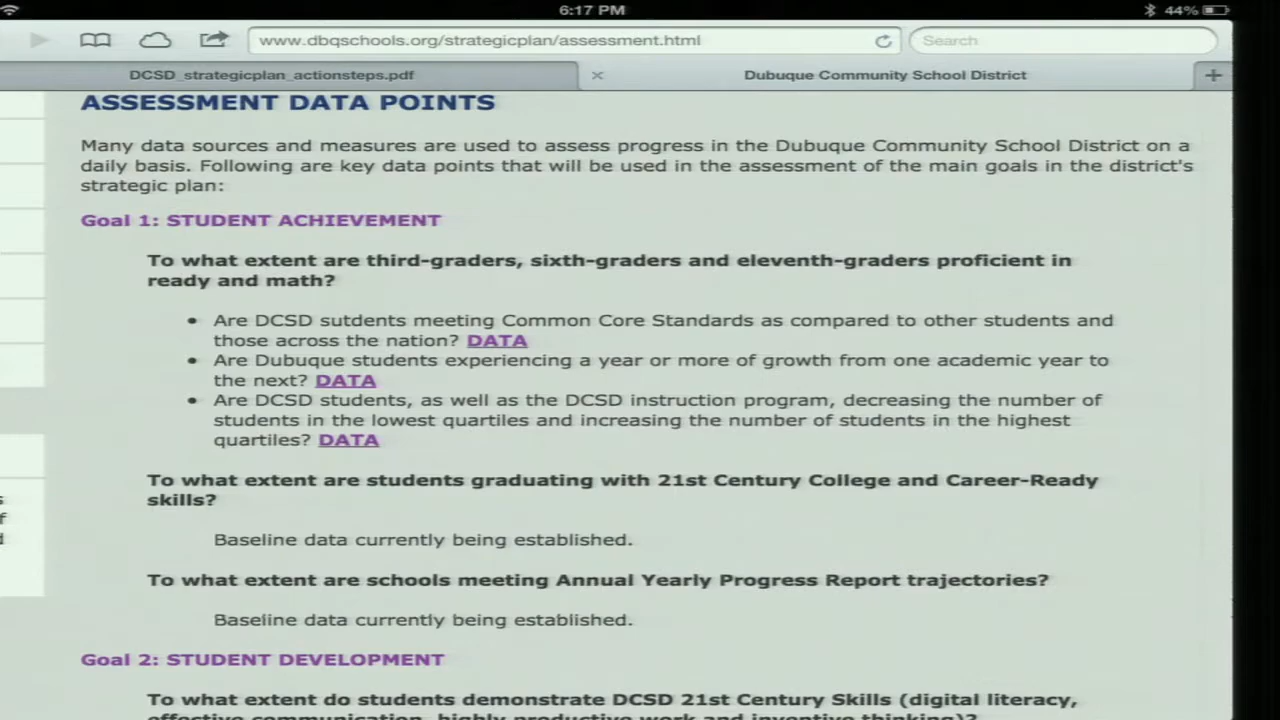 6:17 PM
44%
www.dbqschools.org/strategicplan/assessment.html
Search
DCSD_strategicplan_actionsteps.pdf
Dubuque Community School District
ASSESSMENT DATA POINTS
Many data sources and measures are used to assess progress in the Dubuque Community School District on a
daily basis. Following are key data points that will be used in the assessment of the main goals in the district's
strategic plan:
Goal 1: STUDENT ACHIEVEMENT
To what extent are third-graders, sixth-graders and eleventh-graders proficient in
ready and math?
• Are DCSD sutdents meeting Common Core Standards as compared to other students and
those across the nation? DATA
• Are Dubuque students experiencing a year or more of growth from one academic year to
the next? DATA
• Are DCSD students, as well as the DCSD instruction program, decreasing the number of
students in the lowest quartiles and increasing the number of students in the highest
quartiles? DATA
To what extent are students graduating with 21st Century College and Career-Ready
skills?
Baseline data currently being established.
To what extent are schools meeting Annual Yearly Progress Report trajectories?
Baseline data currently being established.
Goal 2: STUDENT DEVELOPMENT
To what extent do students demonstrate DCSD 21st Century Skills (digital literacy,
effective communication, highly productive work and inventive thinking)?